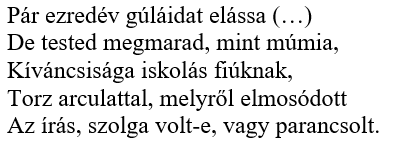 Pár ezredév gúláidat elássa (…)
De tested megmarad, mint múmia,
Kíváncsisága iskolás fiúknak,
Torz arculattal, melyről elmosódott
Az írás, szolga volt-e, vagy parancsolt.